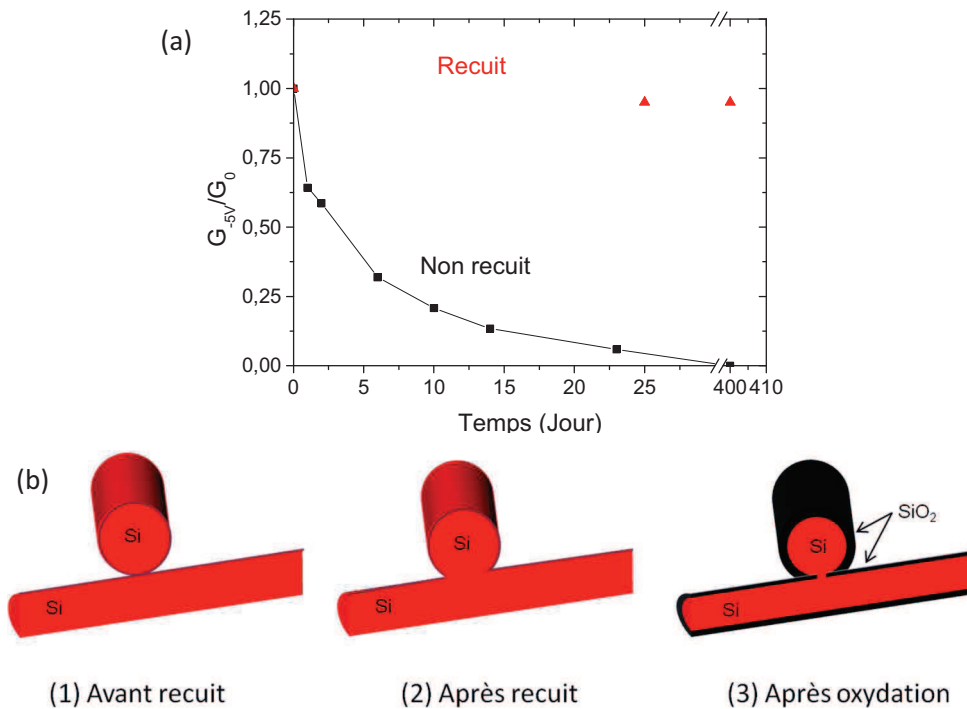 (a)
1,25
1,00
0,75
0,50
0,25
0,00
G-5V/G0
Recuit
Non recuit
0 5 10 15 20 25 400 410
Temps (Jour)
(b)
Si
Si
Si
Si
Si
Si
SiO2
(1) Avant recuit
(2) Après recuit
(3) Après oxydation